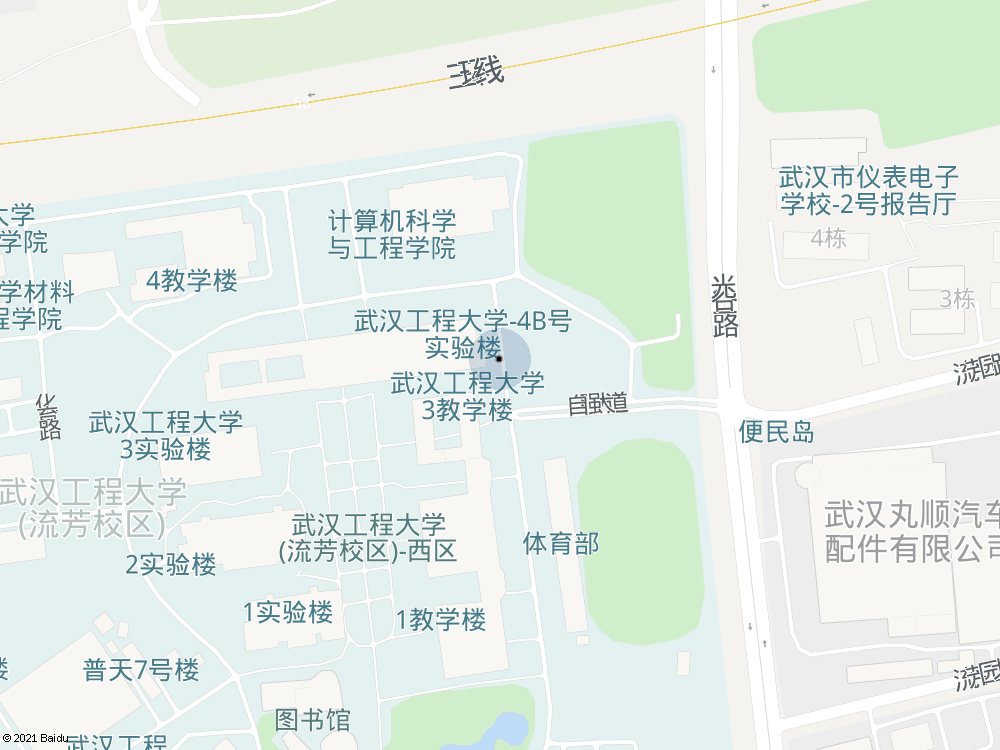 武汉市仪表电子
学校-2号报告厅
4栋
3栋
大学
学院
计算机科学
与工程学院
4教学楼
学材料
程学院
武汉工程大学-4B号
实验楼
光谷一路
武汉工程大学
3教学楼
自强大道
流芳园
便民岛
化育路
武汉工程大学
3实验楼
武汉工程大学
(流芳校区)
武汉工程大学
(流芳校区)-西区
2实验楼
体育部
武汉丸顺汽车
配件有限公司
1实验楼
1教学楼
普天7号楼
楼
流芳园
图书馆
武汉工程
© 2021 Baidu